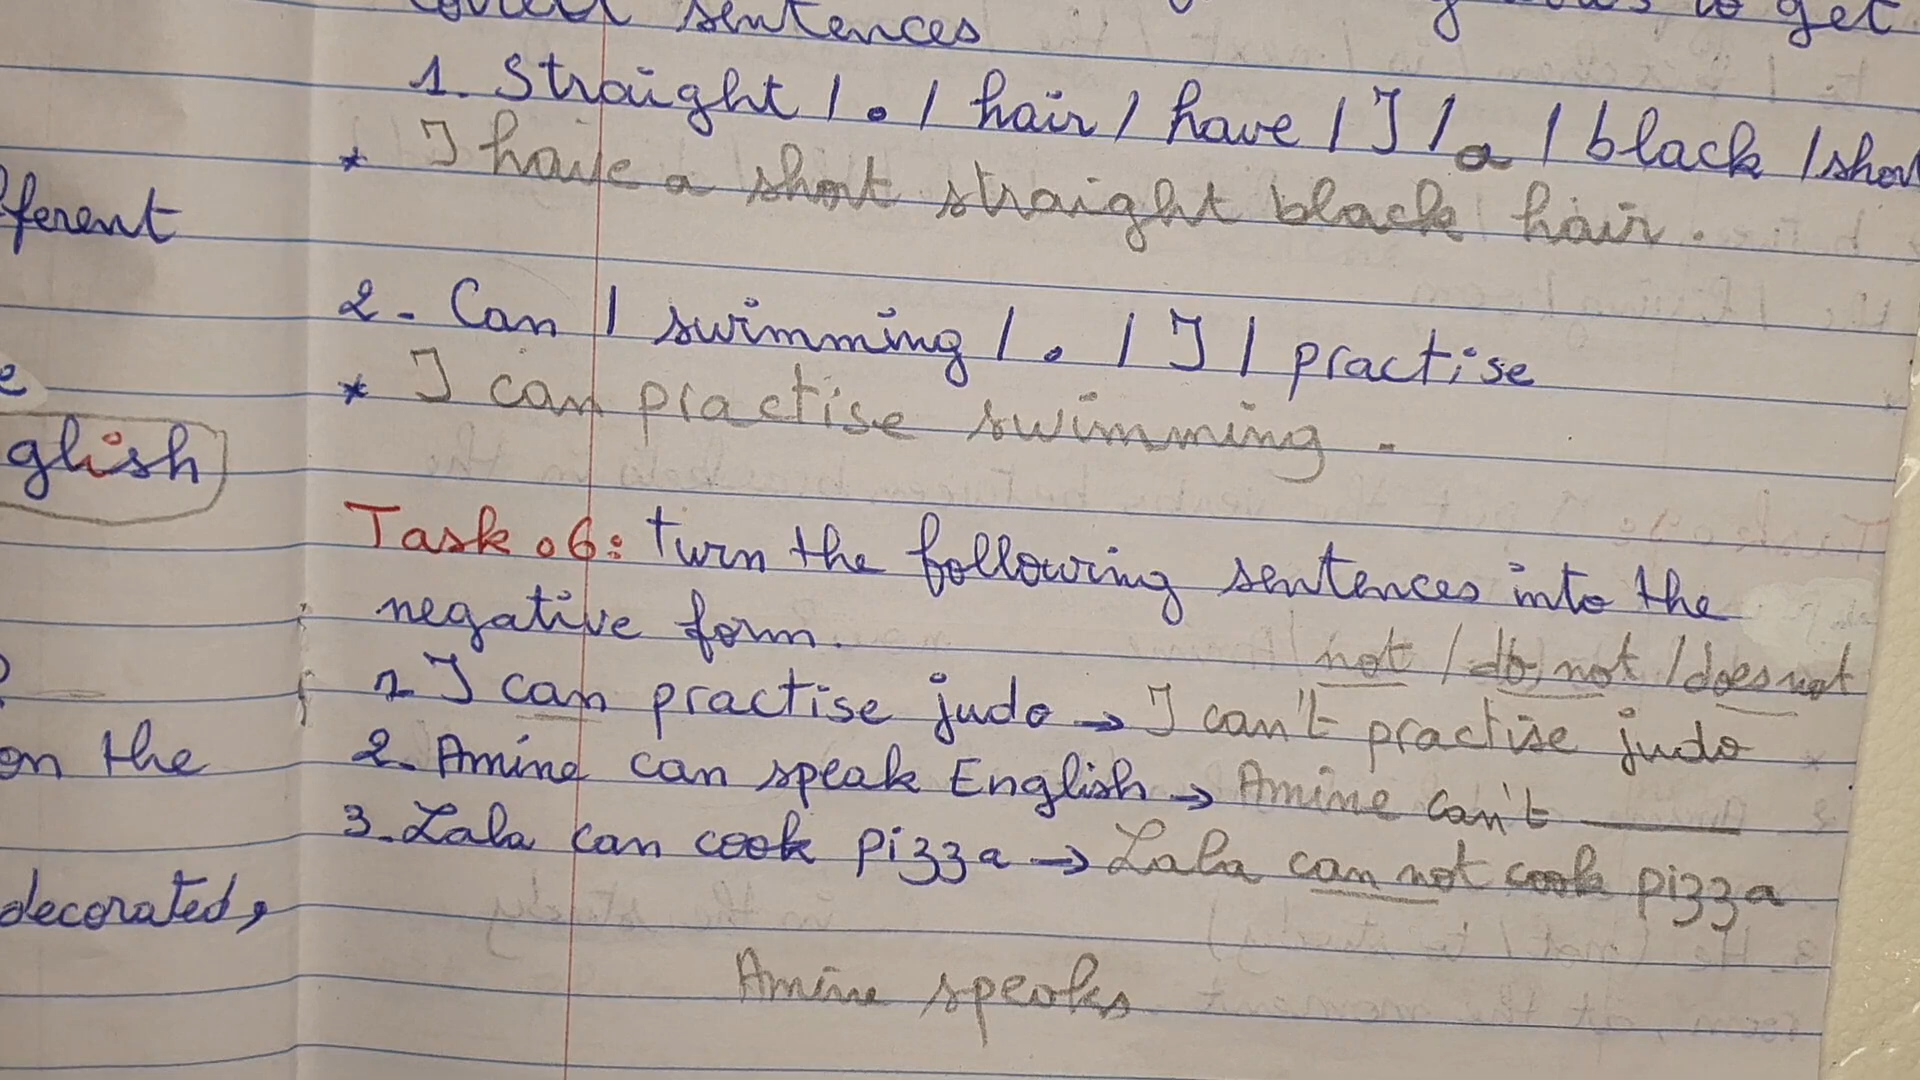 sentences
to get
1. Straight / . / hair / have / I / a / black /
* I have a short straight black hair.
fferent
2. Can / swimming / . / I / practise
* I can practise swimming.
e
glish
Task 06: turn the following sentences into the
negative form.
not / do not / does not
1. I can practise judo → I can't practise judo
on the
2. Amine can speak English → Amine can't ______
3. Lala can cook pizza → Lala can not cook pizza
decorated,
Amine speaks